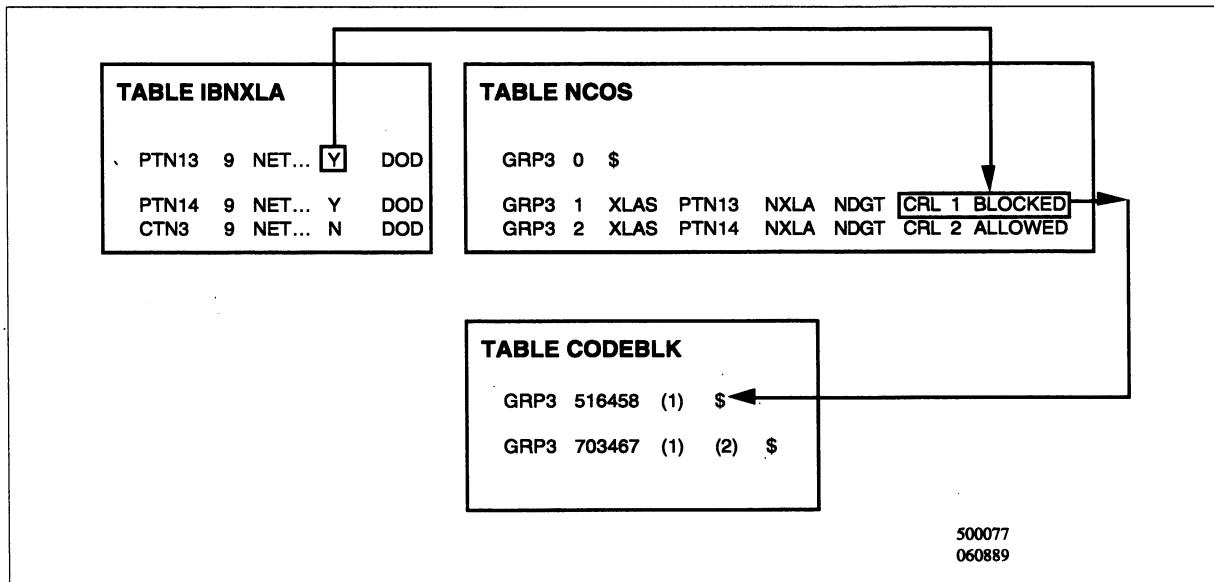 TABLE IBNXLA
PTN13 9 NET... Y DOD
PTN14 9 NET... Y DOD
CTN3 9 NET... N DOD
TABLE NCOS
GRP3 0 $
GRP3 1 XLAS PTN13 NXLA NDGT CRL 1 BLOCKED
GRP3 2 XLAS PTN14 NXLA NDGT CRL 2 ALLOWED
TABLE CODEBLK
GRP3 516458 (1) $
GRP3 703467 (1) (2) $
500077
060889